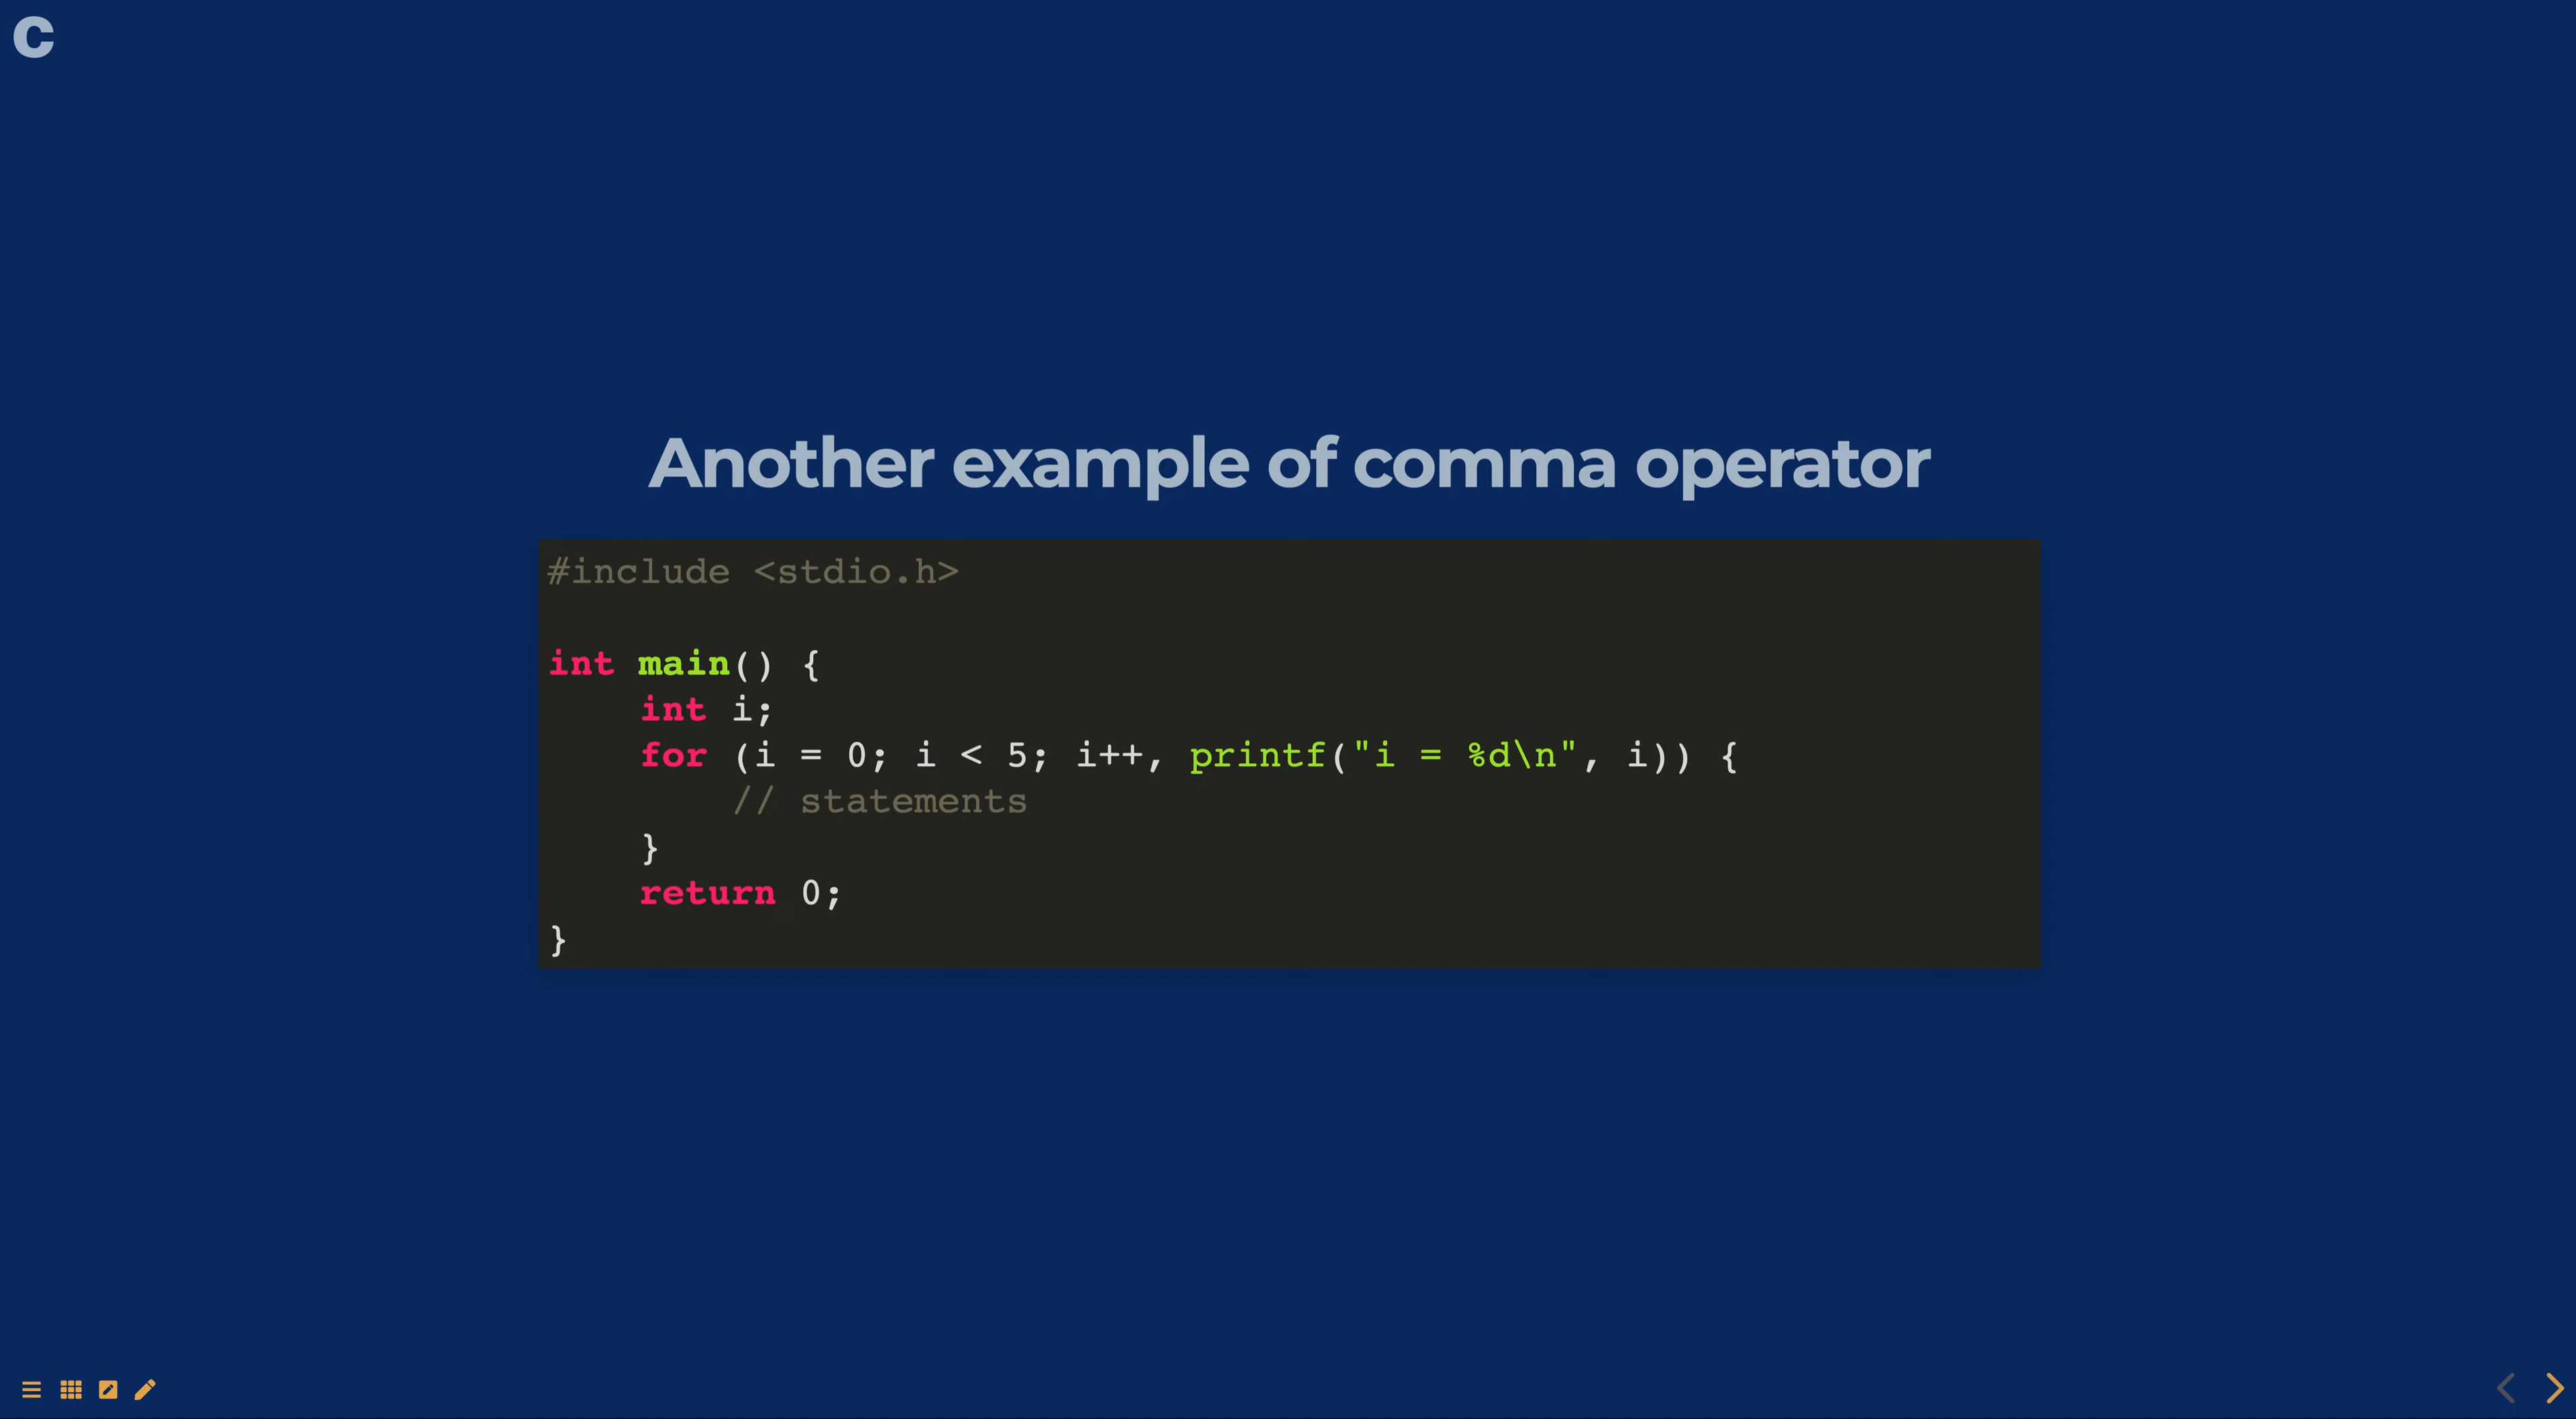 C
Another example of comma operator
#include <stdio.h>
int main() {
    int i;
    for (i = 0; i < 5; i++, printf("i = %d\n", i)) {
        // statements
    }
    return 0;
}